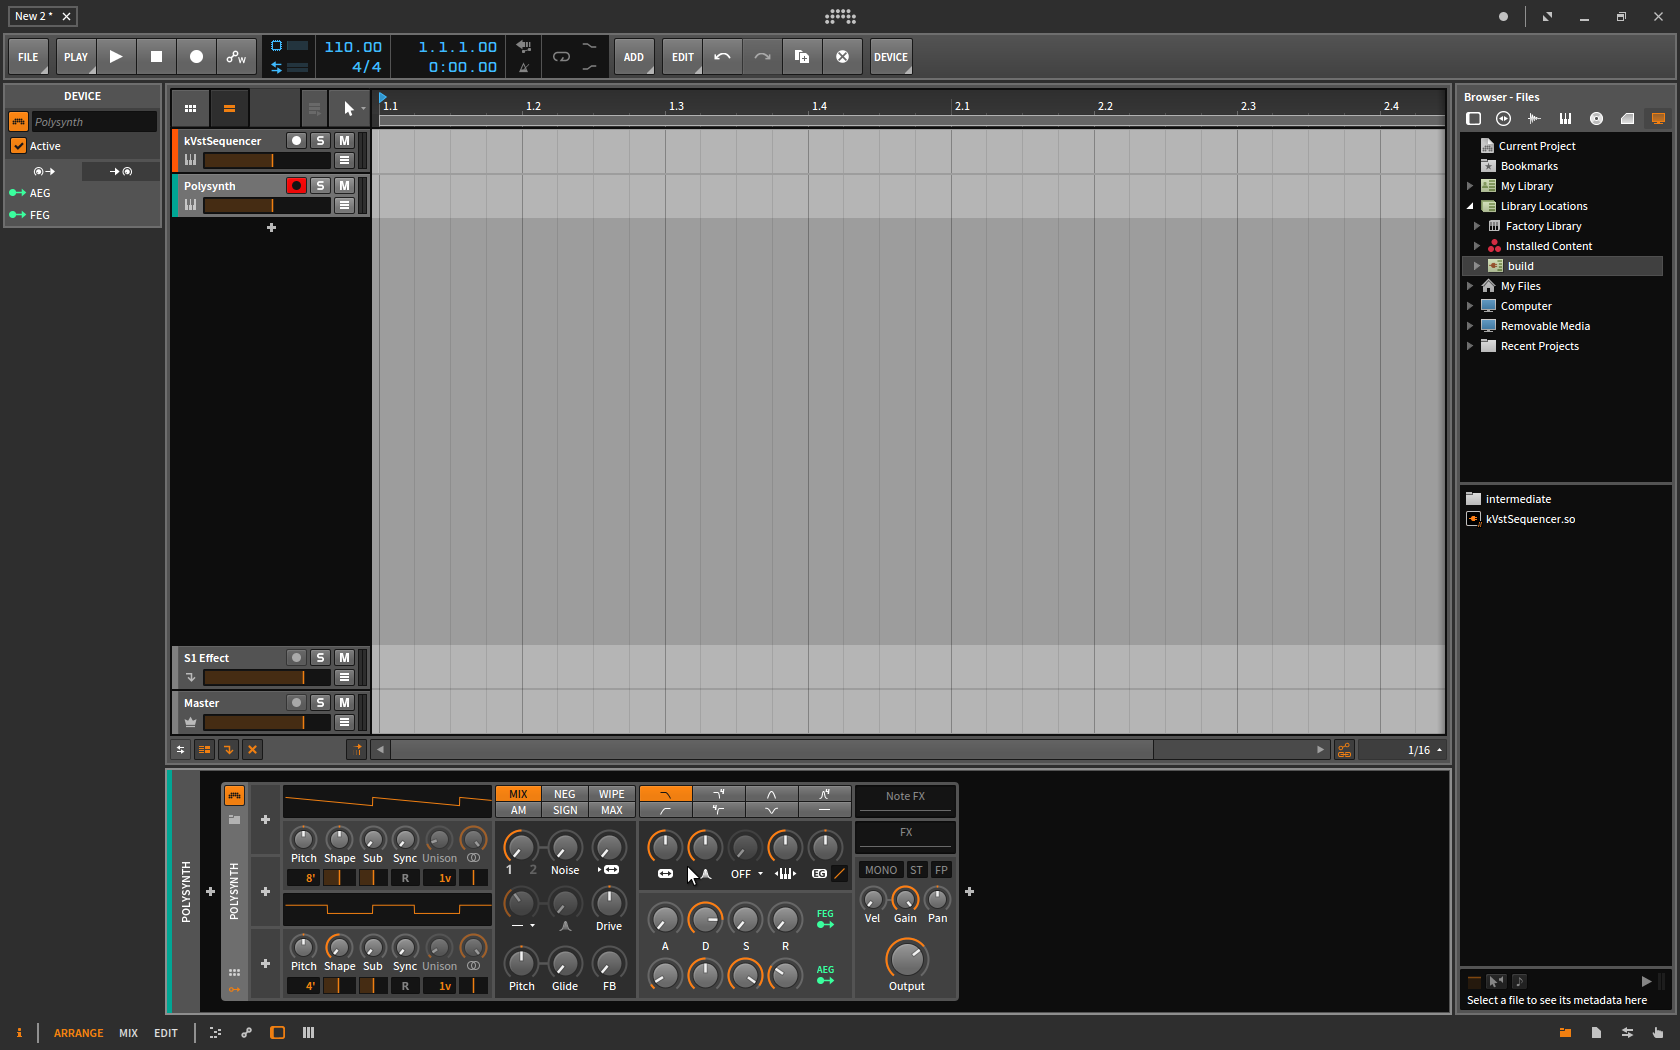 New 2 *
FILE
PLAY
110.00
4/4
1.1.1.00
0:00.00
ADD
EDIT
DEVICE
DEVICE
Polysynth
Active
AEG
FEG
1.1
1.2
1.3
1.4
2.1
2.2
2.3
2.4
kVstSequencer
S
M
Polysynth
S
M
S1 Effect
S
M
Master
S
M
1/16
Browser - Files
Current Project
Bookmarks
My Library
Library Locations
Factory Library
Installed Content
build
My Files
Computer
Removable Media
Recent Projects
intermediate
kVstSequencer.so
Select a file to see its metadata here
POLYSYNTH
POLYSYNTH
Pitch Shape Sub Sync Unison
8' R 1v
Pitch Shape Sub Sync Unison
4' R 1v
MIX NEG WIPE
AM SIGN MAX
1 2 Noise
Drive
Pitch Glide FB
OFF EG
A D S R
FEG
AEG
Note FX
FX
MONO ST FP
Vel Gain Pan
Output
i
ARRANGE
MIX
EDIT